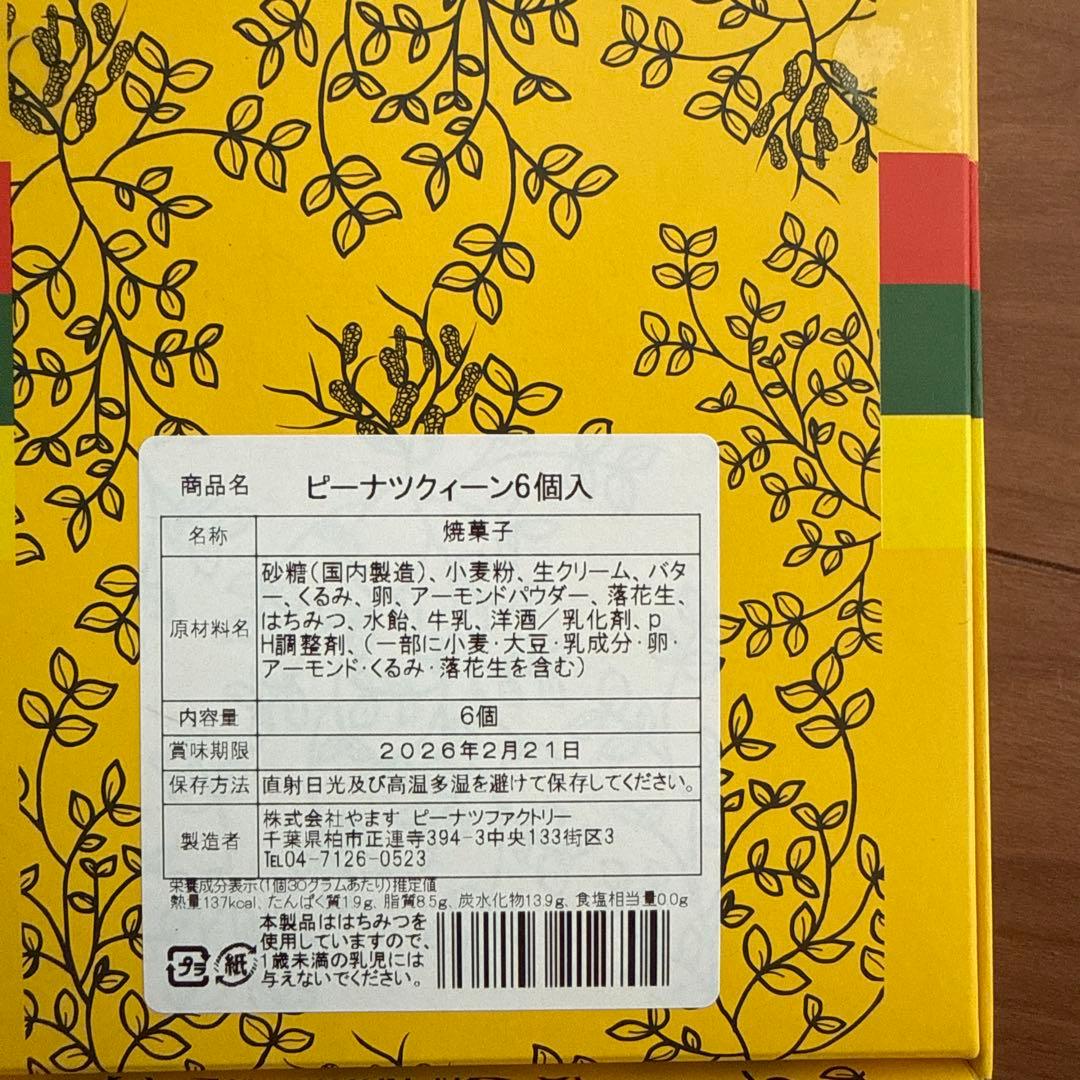 商品名 ピーナツクィーン6個入
名称 焼菓子
原材料名
砂糖(国内製造)、小麦粉、生クリーム、バタ
ー、くるみ、卵、アーモンドパウダー、落花生、
はちみつ、水飴、牛乳、洋酒/乳化剤、p
H調整剤、(一部に小麦・大豆・乳成分・卵・
アーモンド・くるみ・落花生を含む)
内容量 6個
賞味期限 2026年2月21日
保存方法 直射日光及び高温多湿を避けて保存してください。
製造者
株式会社やます ピーナツファクトリー
千葉県柏市正連寺394-3中央133街区3
TEL04-7126-0523
栄養成分表示(1個30グラムあたり)推定値
熱量137kcal、たんぱく質1.9g、脂質8.5g、炭水化物13.9g、食塩相当量0.0g
本製品ははちみつを
使用していますので、
1歳未満の乳児には
与えないでください。
プラ 紙